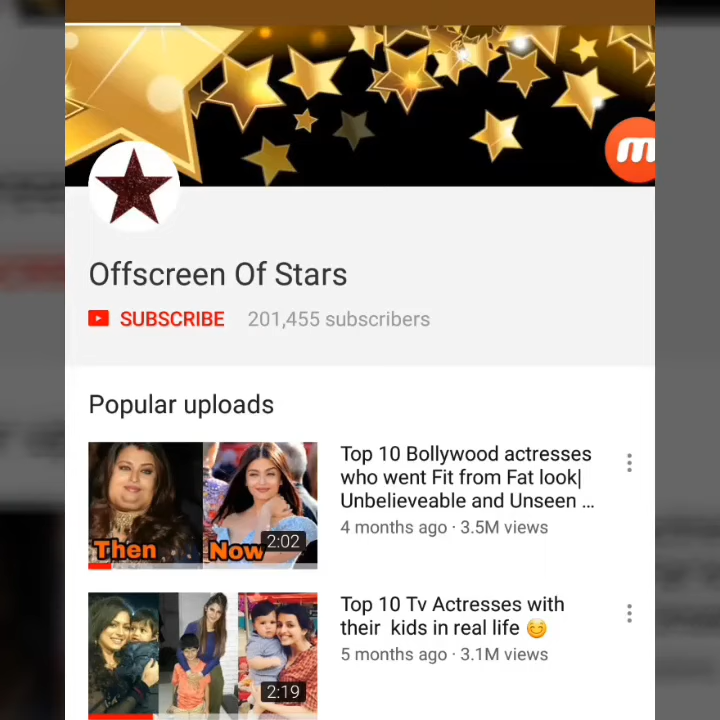 m
Offscreen Of Stars
SUBSCRIBE 201,455 subscribers
Popular uploads
Top 10 Bollywood actresses
who went Fit from Fat look|
Unbelieveable and Unseen ...
4 months ago · 3.5M views
Then Now 2:02
Top 10 Tv Actresses with
their kids in real life 😊
5 months ago · 3.1M views
2:19